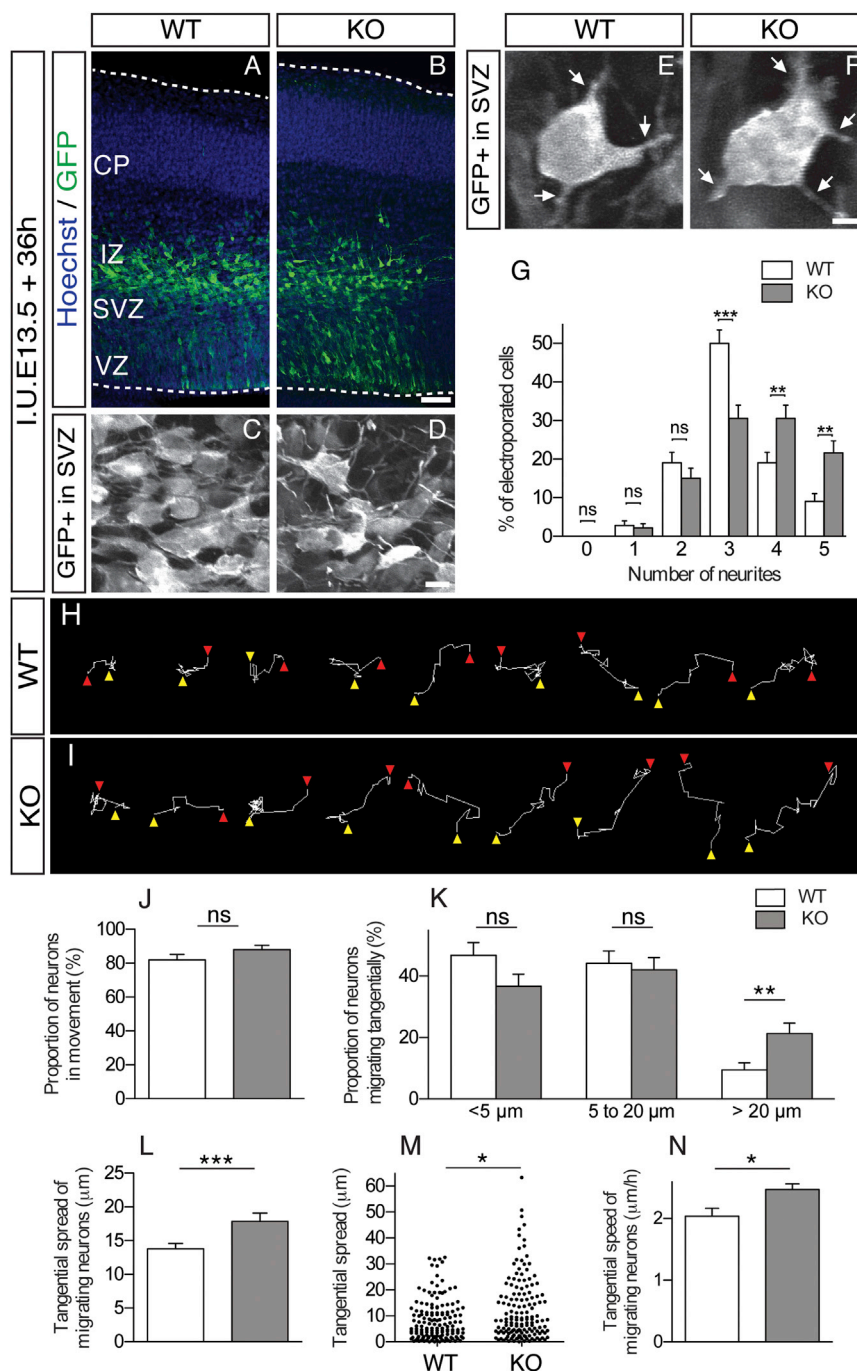 WT
KO
WT
KO
I.U.E13.5 + 36h
Hoechst / GFP
A
B
CP
IZ
SVZ
VZ
GFP+ in SVZ
E
F
GFP+ in SVZ
C
D
G
WT
KO
% of electroporated cells
50
40
30
20
10
0
ns
ns
ns
***
**
**
0 1 2 3 4 5
Number of neurites
WT
H
KO
I
J
ns
Proportion of neurons
in movement (%)
100
80
60
40
20
0
K
WT
KO
ns
ns
**
Proportion of neurons
migrating tangentially (%)
40
20
0
<5 µm
5 to 20 µm
> 20 µm
L
***
Tangential spread of
migrating neurons (µm)
25
20
15
10
5
0
M
*
Tangential spread (µm)
60
50
40
30
20
10
0
WT
KO
N
*
Tangential speed of
migrating neurons (µm/h)
2
1
0